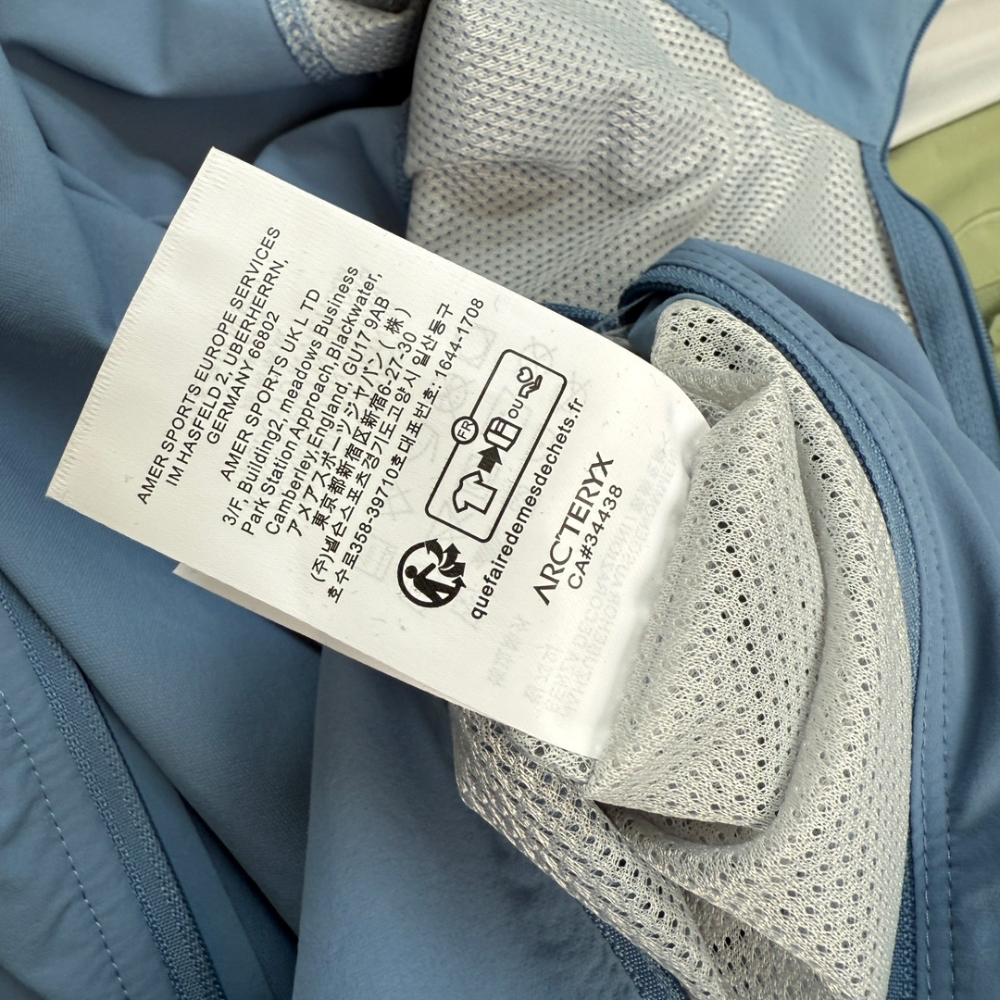 AMER SPORTS EUROPE SERVICES
IM HASFELD 2, UBERHERRN,
GERMANY 66802
AMER SPORTS UK L TD
3/F, Building2, meadows Business
Park Station Approach,Blackwater,
Camberley,England, GU17 9AB
アメアスポーツジャパン(株)
東京都新宿区新宿6-27-30
(주)넬슨스포츠경기도고양시 일산동구
호수로358-39710호대표번호: 1644-1708
FR
OU
quefairedemesdechets.fr
ARC'TERYX
CA#34438